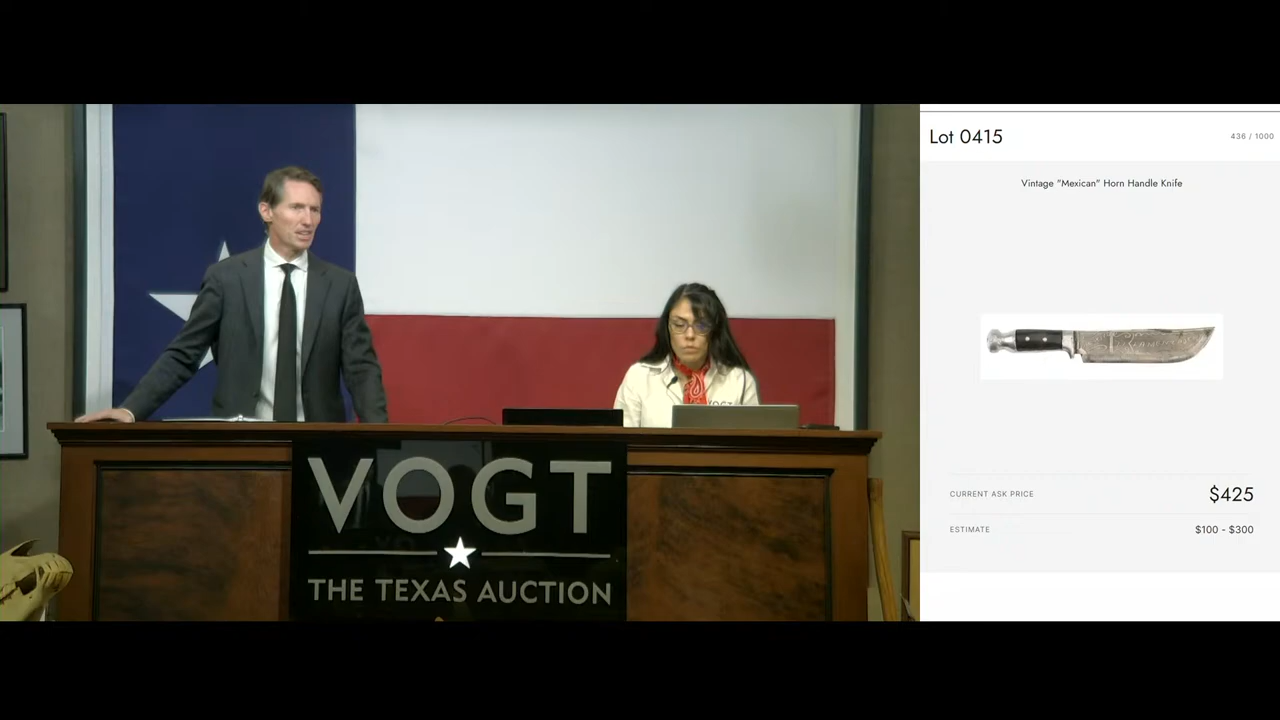 Lot 0415
436 / 1000
Vintage "Mexican" Horn Handle Knife
VOGT
VOGT
THE TEXAS AUCTION
CURRENT ASK PRICE
$425
ESTIMATE
$100 - $300